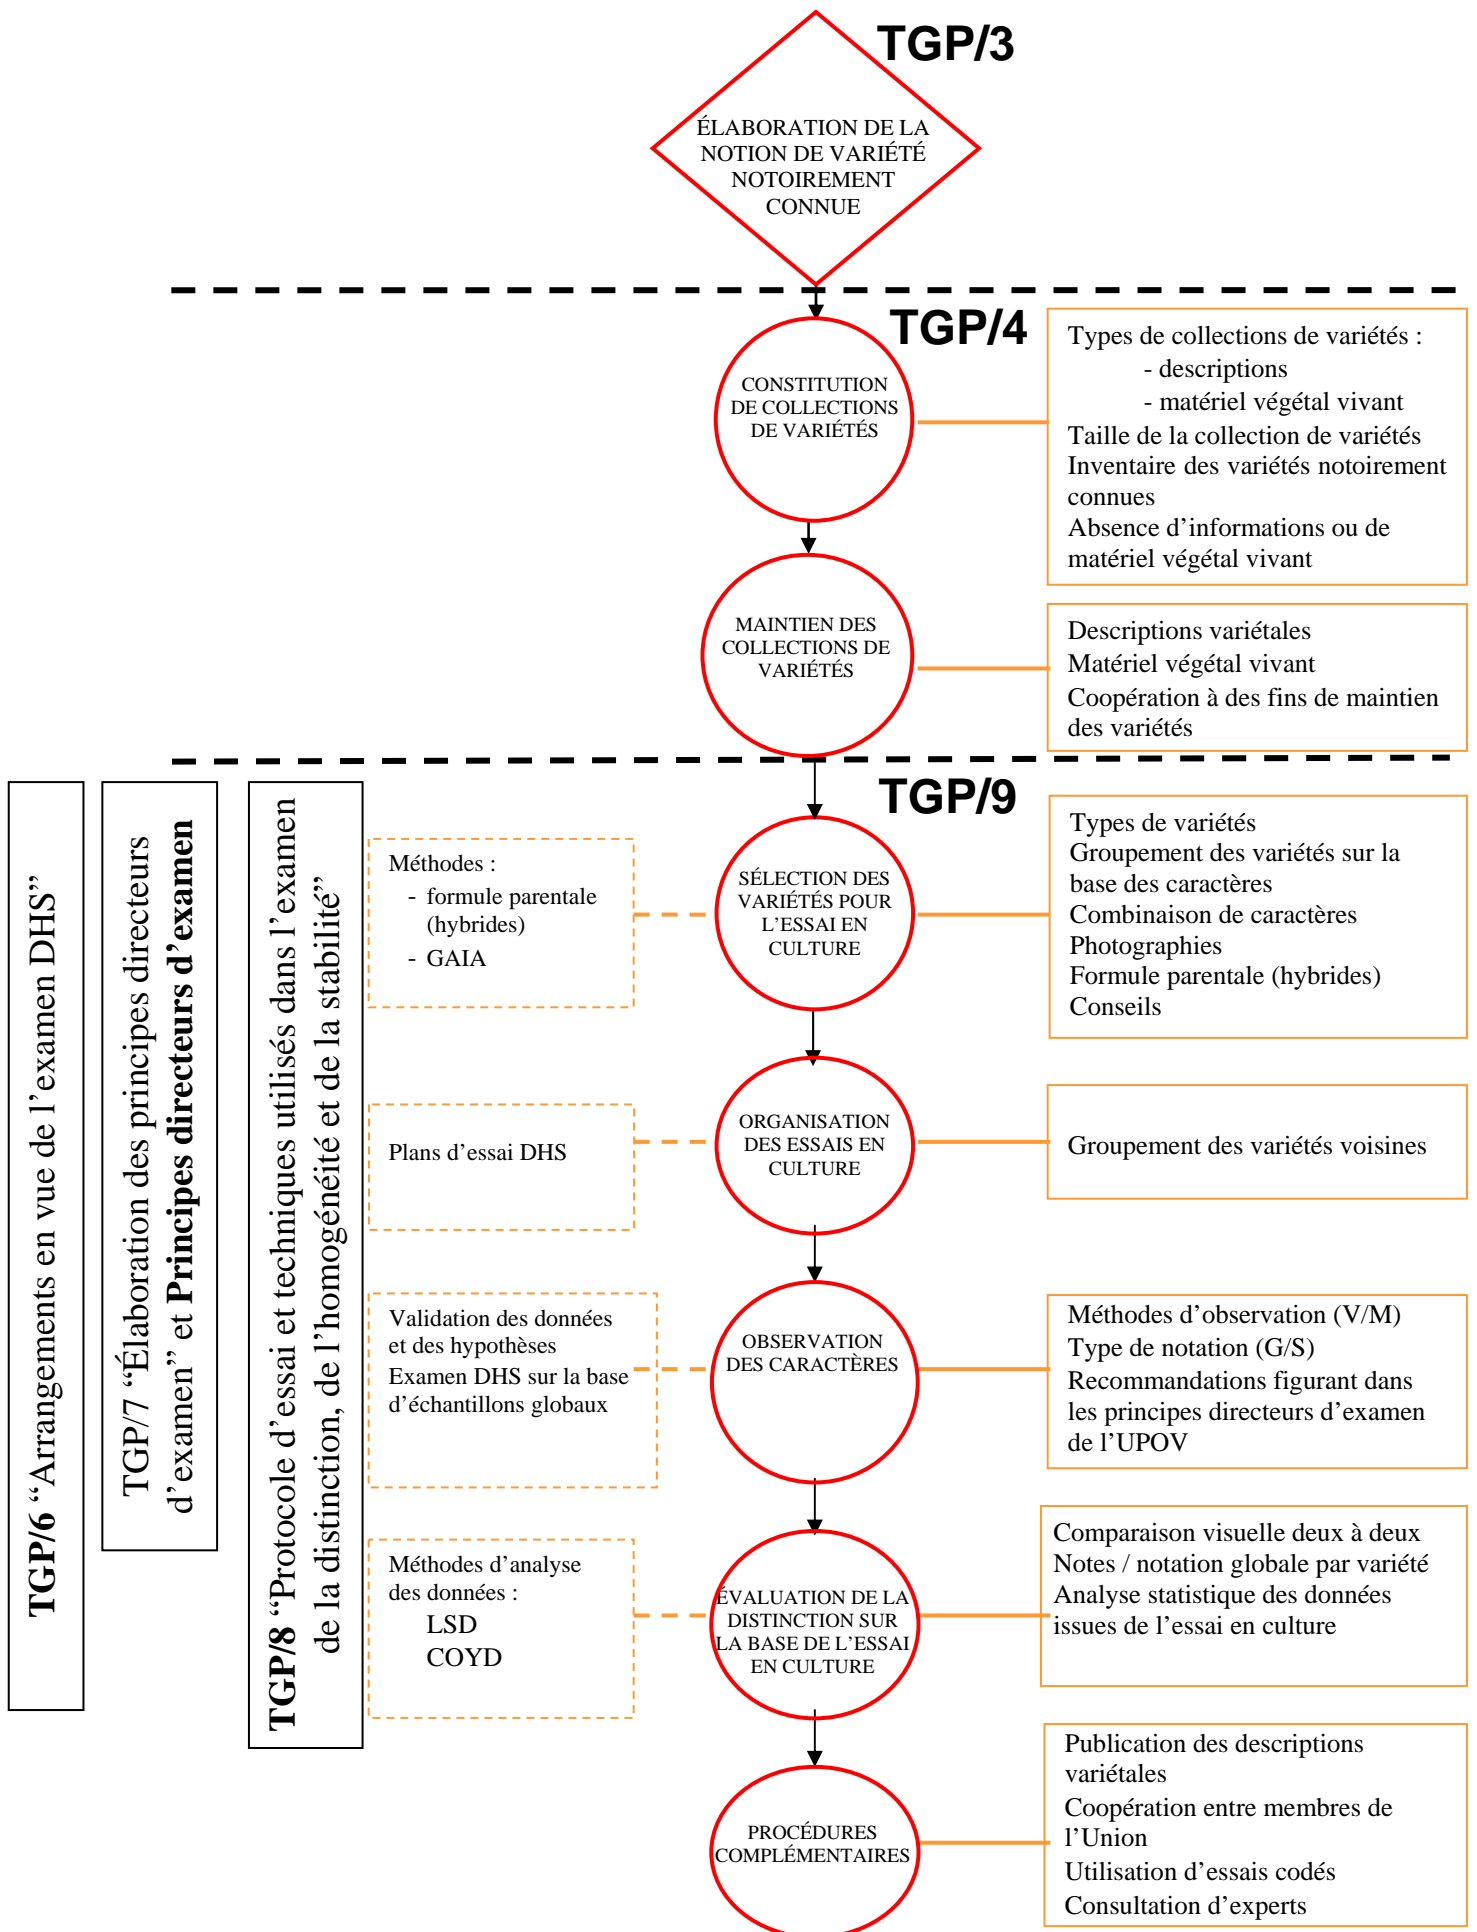 TGP/3
ÉLABORATION DE LA
NOTION DE VARIÉTÉ
NOTOIREMENT
CONNUE
TGP/4
CONSTITUTION
DE COLLECTIONS
DE VARIÉTÉS
Types de collections de variétés :
- descriptions
- matériel végétal vivant
Taille de la collection de variétés
Inventaire des variétés notoirement
connues
Absence d’informations ou de
matériel végétal vivant
MAINTIEN DES
COLLECTIONS DE
VARIÉTÉS
Descriptions variétales
Matériel végétal vivant
Coopération à des fins de maintien
des variétés
TGP/9
TGP/6 “Arrangements en vue de l’examen DHS”
TGP/7 “Élaboration des principes directeurs
d’examen” et Principes directeurs d’examen
TGP/8 “Protocole d’essai et techniques utilisés dans l’examen
de la distinction, de l’homogénéité et de la stabilité”
Méthodes :
- formule parentale
(hybrides)
- GAIA
SÉLECTION DES
VARIÉTÉS POUR
L’ESSAI EN
CULTURE
Types de variétés
Groupement des variétés sur la
base des caractères
Combinaison de caractères
Photographies
Formule parentale (hybrides)
Conseils
Plans d’essai DHS
ORGANISATION
DES ESSAIS EN
CULTURE
Groupement des variétés voisines
Validation des données
et des hypothèses
Examen DHS sur la base
d’échantillons globaux
OBSERVATION
DES CARACTÈRES
Méthodes d’observation (V/M)
Type de notation (G/S)
Recommandations figurant dans
les principes directeurs d’examen
de l’UPOV
Méthodes d’analyse
des données :
LSD
COYD
ÉVALUATION DE LA
DISTINCTION SUR
LA BASE DE L’ESSAI
EN CULTURE
Comparaison visuelle deux à deux
Notes / notation globale par variété
Analyse statistique des données
issues de l’essai en culture
PROCÉDURES
COMPLÉMENTAIRES
Publication des descriptions
variétales
Coopération entre membres de
l’Union
Utilisation d’essais codés
Consultation d’experts